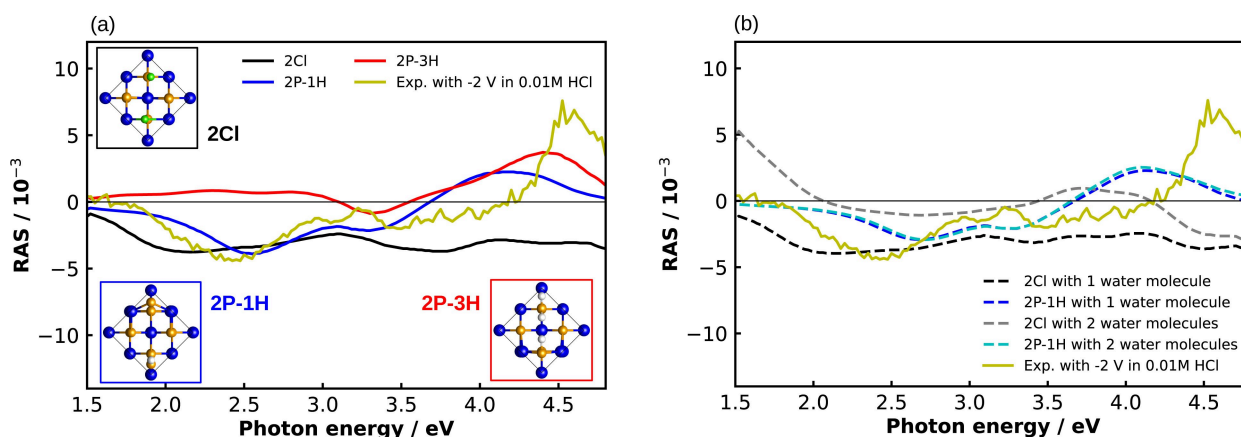 (a)
10
5
0
−5
−10
RAS / 10⁻³
2Cl
2P-1H
2P-3H
Exp. with -2 V in 0.01M HCl
2Cl
2P-1H
2P-3H
1.5 2.0 2.5 3.0 3.5 4.0 4.5
Photon energy / eV
(b)
10
5
0
−5
−10
RAS / 10⁻³
2Cl with 1 water molecule
2P-1H with 1 water molecule
2Cl with 2 water molecules
2P-1H with 2 water molecules
Exp. with -2 V in 0.01M HCl
1.5 2.0 2.5 3.0 3.5 4.0 4.5
Photon energy / eV